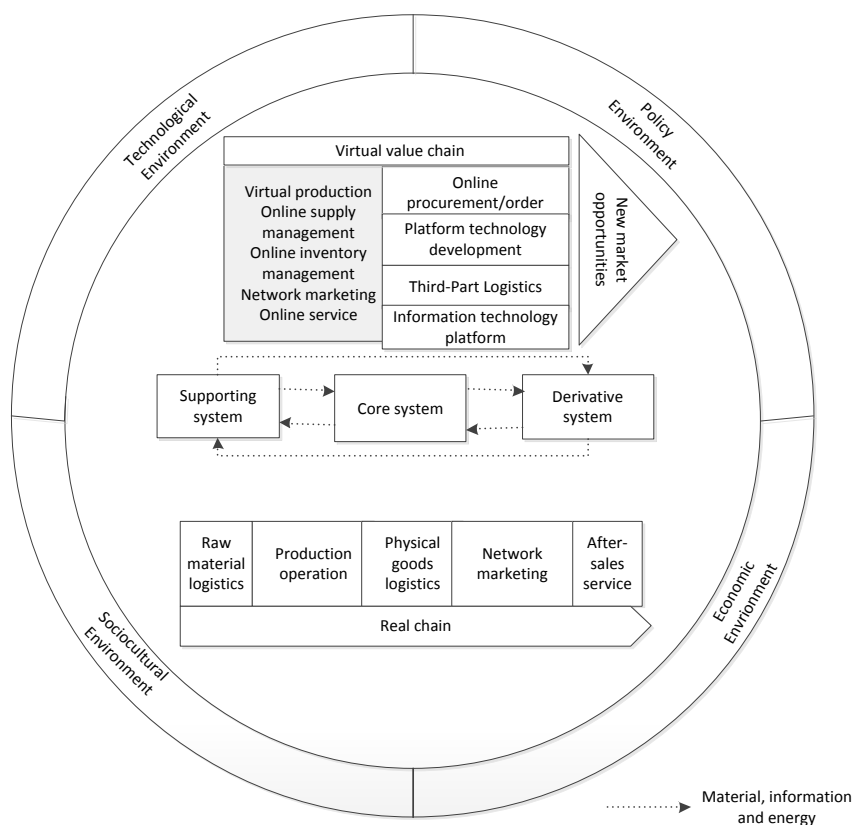 Technological
Environment
Policy
Environment
Virtual value chain
Virtual production
Online supply
management
Online inventory
management
Network marketing
Online service
Online
procurement/order
Platform technology
development
Third-Part Logistics
Information technology
platform
New market
opportunities
Supporting
system
Core system
Derivative
system
Raw
material
logistics
Production
operation
Physical
goods
logistics
Network
marketing
After-
sales
service
Real chain
Sociocultural
Environment
Economic
Envrionment
Material, information
and energy